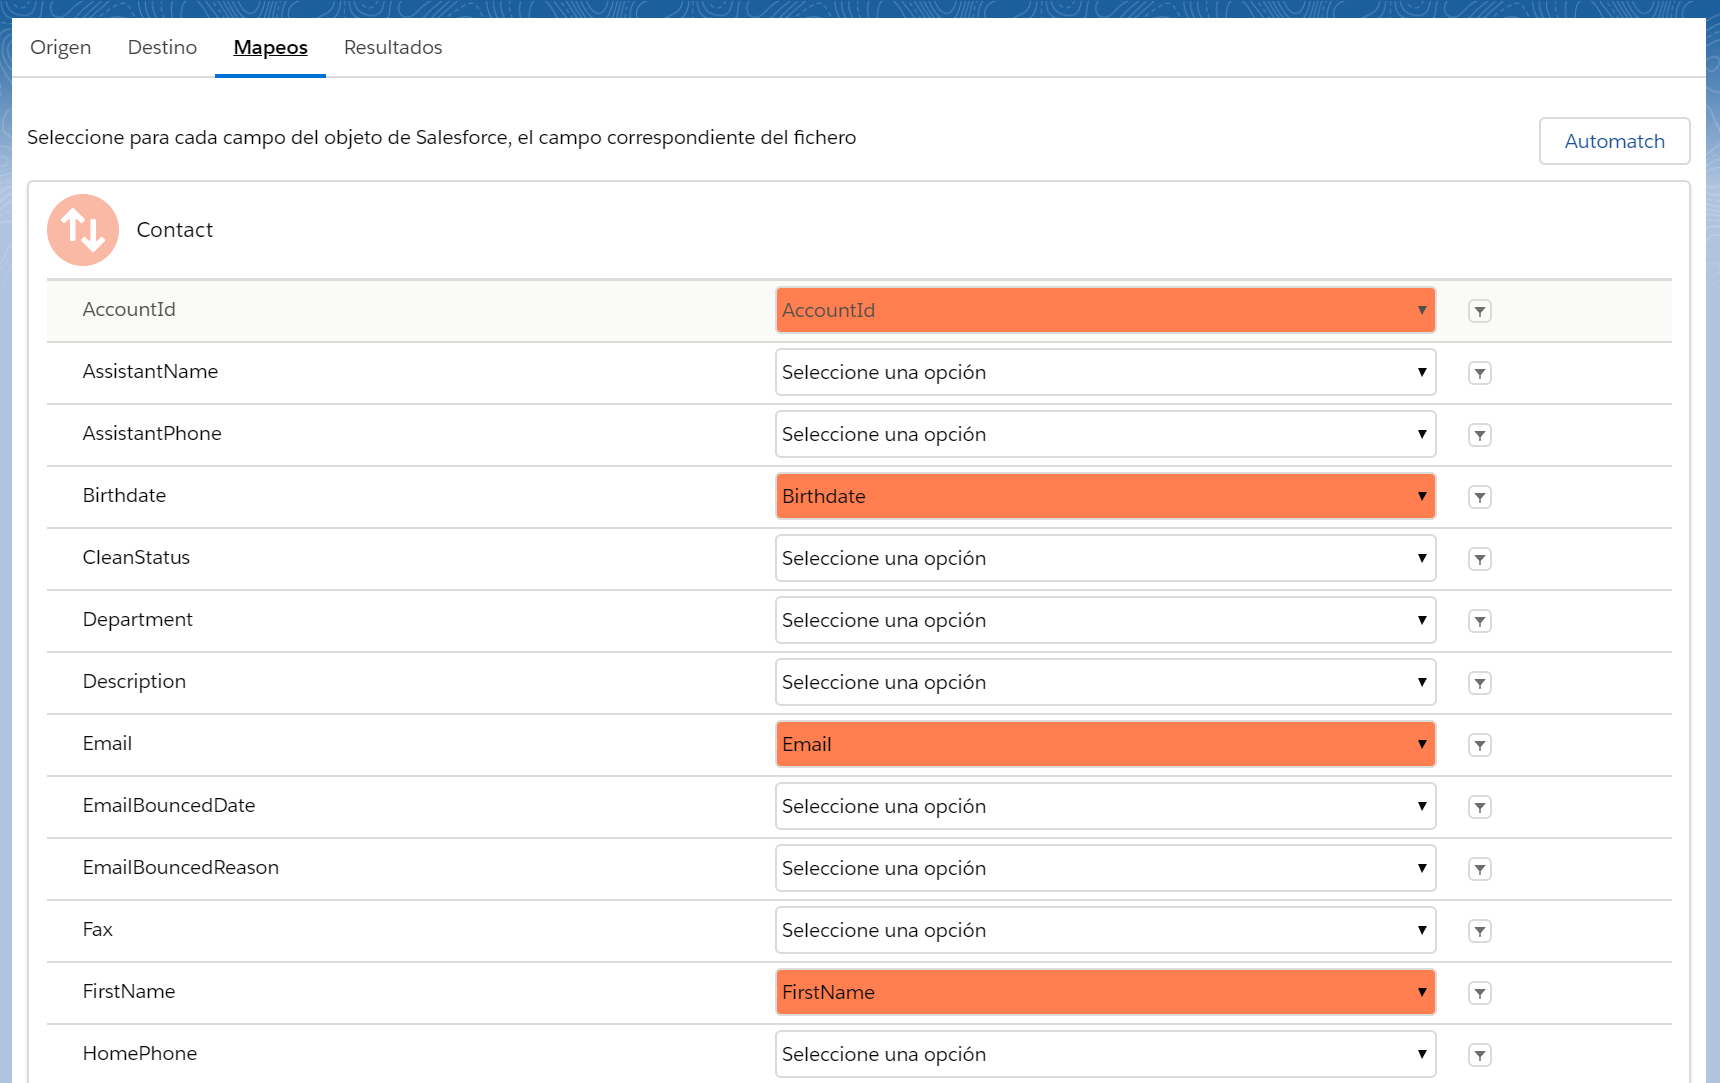 Origen Destino Mapeos Resultados
Seleccione para cada campo del objeto de Salesforce, el campo correspondiente del fichero
Automatch
Contact
AccountId AccountId
AssistantName Seleccione una opción
AssistantPhone Seleccione una opción
Birthdate Birthdate
CleanStatus Seleccione una opción
Department Seleccione una opción
Description Seleccione una opción
Email Email
EmailBouncedDate Seleccione una opción
EmailBouncedReason Seleccione una opción
Fax Seleccione una opción
FirstName FirstName
HomePhone Seleccione una opción